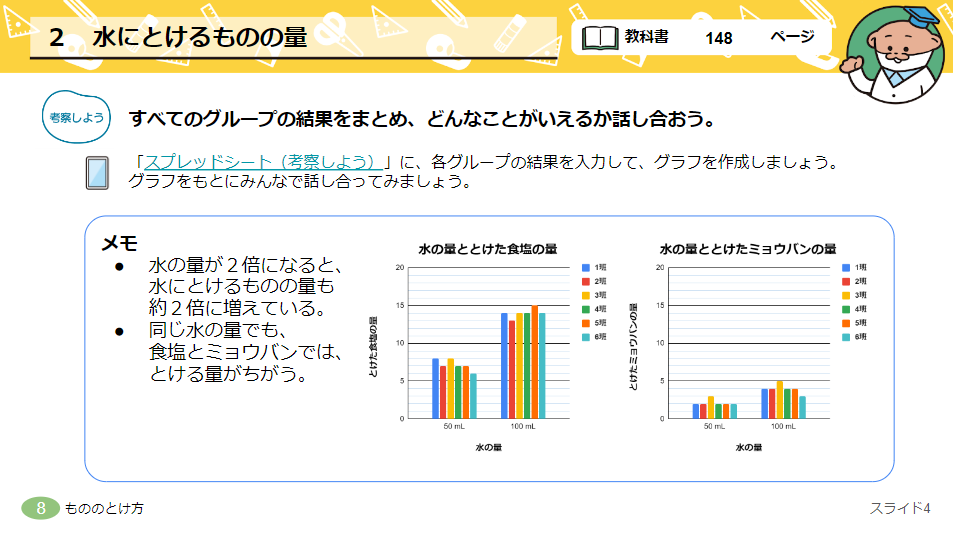 2 水にとけるものの量
教科書 148 ページ
考察しよう
すべてのグループの結果をまとめ、どんなことがいえるか話し合おう。
「スプレッドシート（考察しよう）」に、各グループの結果を入力して、グラフを作成しましょう。
グラフをもとにみんなで話し合ってみましょう。
メモ
● 水の量が２倍になると、
水にとけるものの量も
約２倍に増えている。
● 同じ水の量でも、
食塩とミョウバンでは、
とける量がちがう。
水の量ととけた食塩の量
とけた食塩の量
20
15
10
5
0
50 mL
100 mL
水の量
1班
2班
3班
4班
5班
6班
水の量ととけたミョウバンの量
とけたミョウバンの量
20
15
10
5
0
50 mL
100 mL
水の量
1班
2班
3班
4班
5班
6班
8 もののとけ方
スライド4